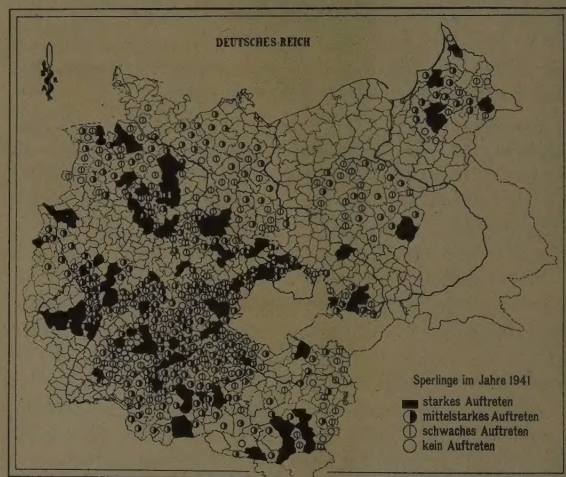 DEUTSCHES REICH
Sperlinge im Jahre 1941
starkes Auftreten
mittelstarkes Auftreten
schwaches Auftreten
kein Auftreten